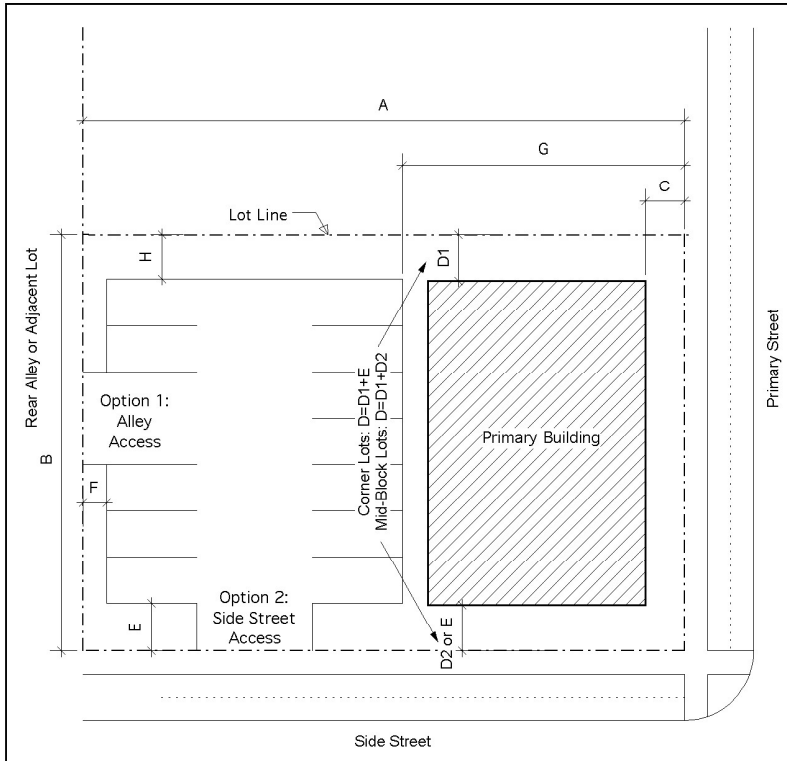 A
G
C
Lot Line
H
D1
Rear Alley or Adjacent Lot
Primary Street
Option 1:
Alley
Access
Corner Lots: D=D1+E
Mid-Block Lots: D=D1+D2
Primary Building
B
F
Option 2:
Side Street
Access
E
D2 or E
Side Street